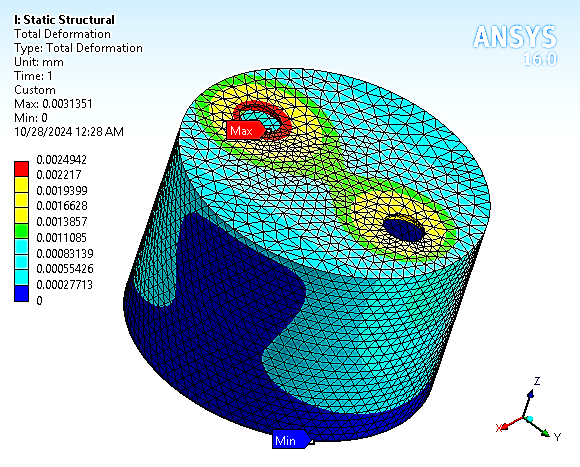 I: Static Structural
Total Deformation
Type: Total Deformation
Unit: mm
Time: 1
Custom
Max: 0.0031351
Min: 0
10/28/2024 12:28 AM
ANSYS
16.0
0.0024942
0.002217
0.0019399
0.0016628
0.0013857
0.0011085
0.00083139
0.00055426
0.00027713
0
Max
Min
Z
X
Y